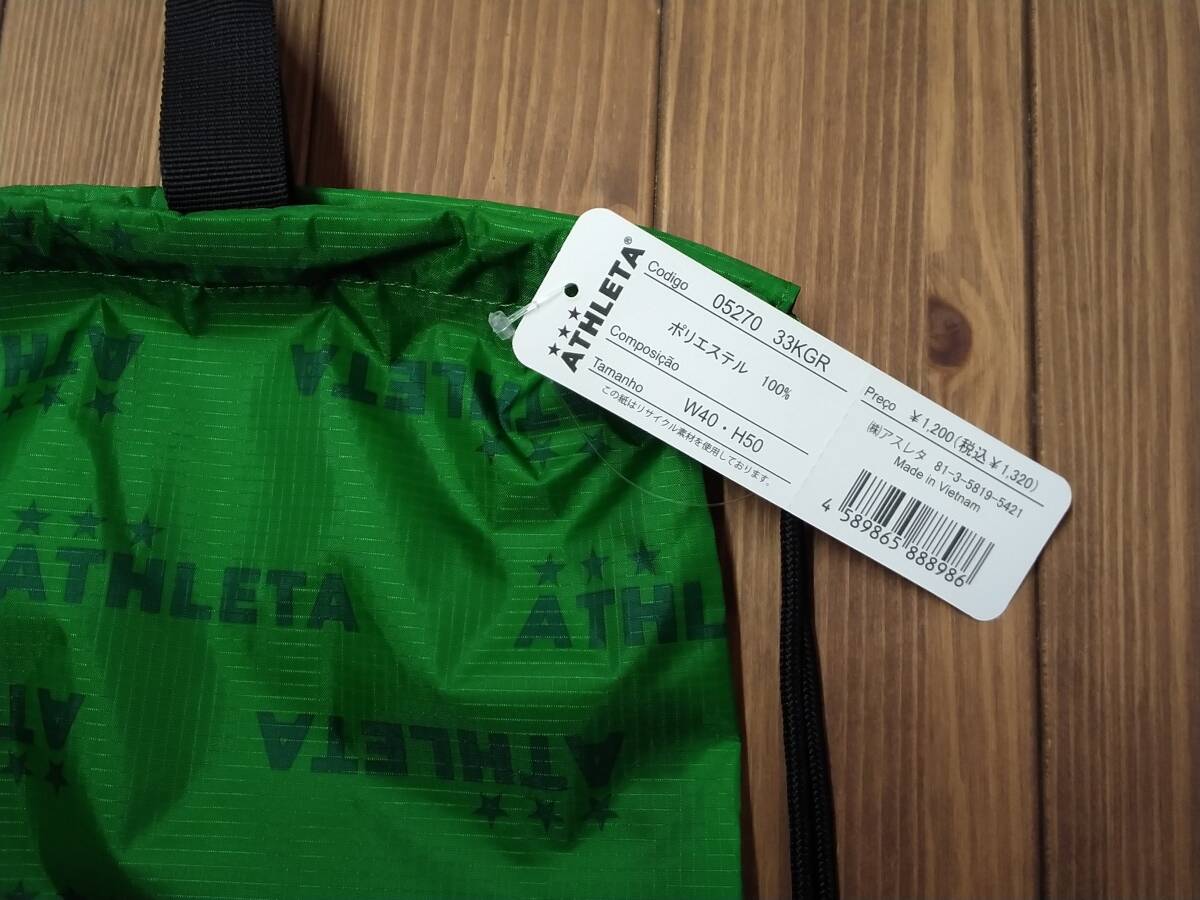 ATHLETA®
Codigo
05270 33KGR
ポリエステル 100%
Composição
Tamanho
W40・H50
この紙はリサイクル素材を使用しております。
Preço
¥1,200(税込¥1,320)
㈱アスレタ 81-3-5819-5421
Made in Vietnam
4 589865 888986
ATHLETA
ATHLETA
ATHL
ATHLETA